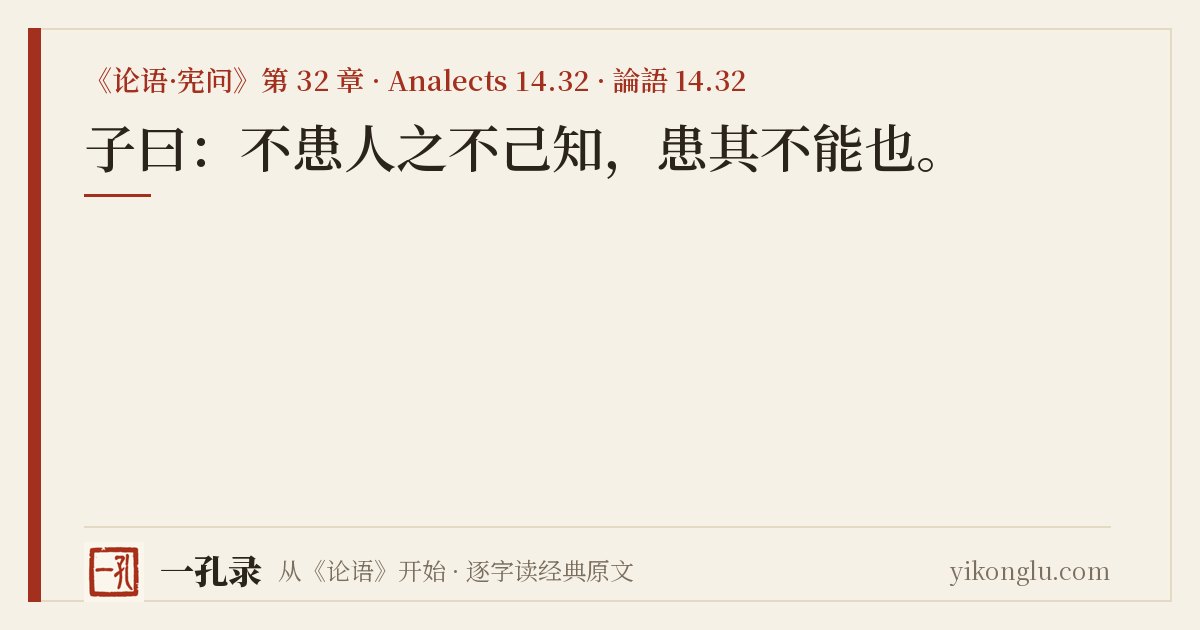 《论语·宪问》第 32 章 · Analects 14.32 · 論語 14.32
子曰：不患人之不己知，患其不能也。
一孔
一孔录 从《论语》开始 · 逐字读经典原文 yikonglu.com